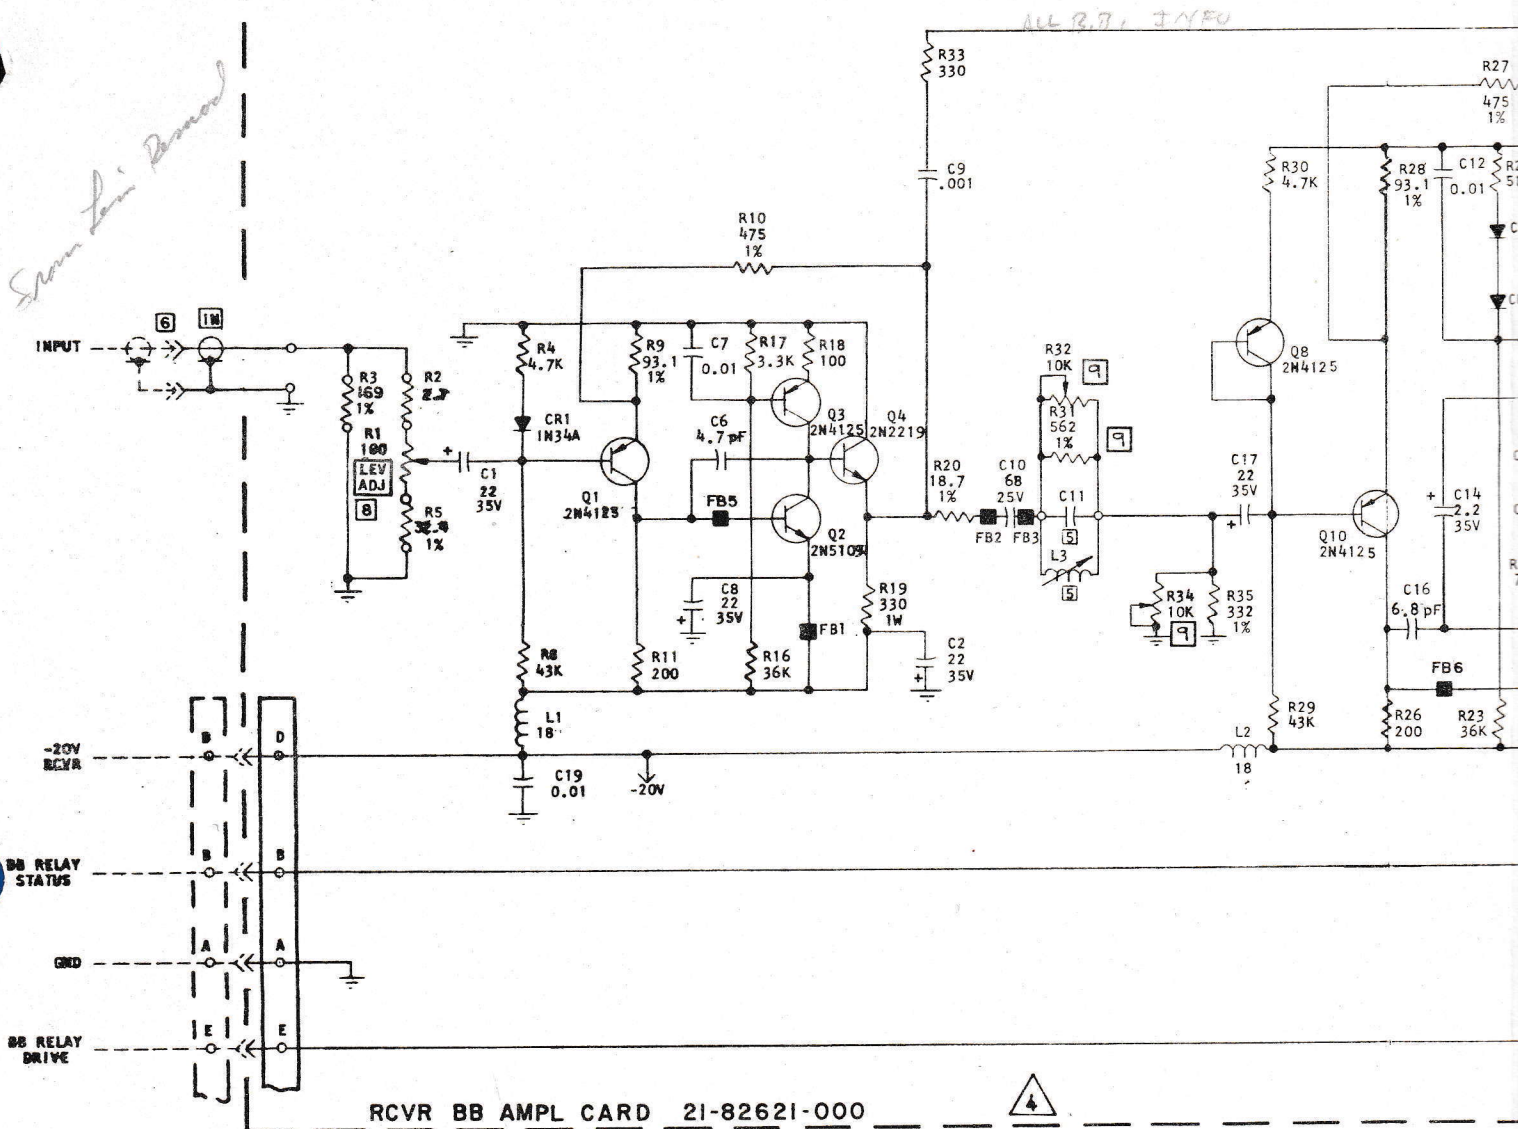 ALL B.B. INFO
R33
330
R27
475
1%
C9
.001
R30
4.7K
R28
93.1
1%
C12
0.01
R10
475
1%
6
IN
INPUT
R3
169
1%
R2
R1
100
LEV
ADJ
8
R5
1%
C1
22
35V
R4
4.7K
CR1
1N34A
R9
93.1
1%
C7
0.01
R17
3.3K
R18
100
C6
4.7 pF
Q3
2N4125
Q4
2N2219
Q1
2N4125
FB5
Q2
2N5109
C8
22
35V
FB1
R19
330
1W
C2
22
35V
R20
18.7
1%
C10
68
25V
FB2
FB3
R32
10K
9
R31
562
1%
9
C11
5
L3
5
Q8
2N4125
C17
22
35V
Q10
2N4125
C14
2.2
35V
R34
10K
9
R35
332
1%
C16
6.8 pF
FB6
R8
43K
R11
200
R16
36K
L1
18
R29
43K
R26
200
R23
36K
L2
18
-20V
RCVR
B
D
C19
0.01
-20V
BB RELAY
STATUS
B
B
GND
A
A
BB RELAY
DRIVE
E
E
RCVR BB AMPL CARD 21-82621-000
4